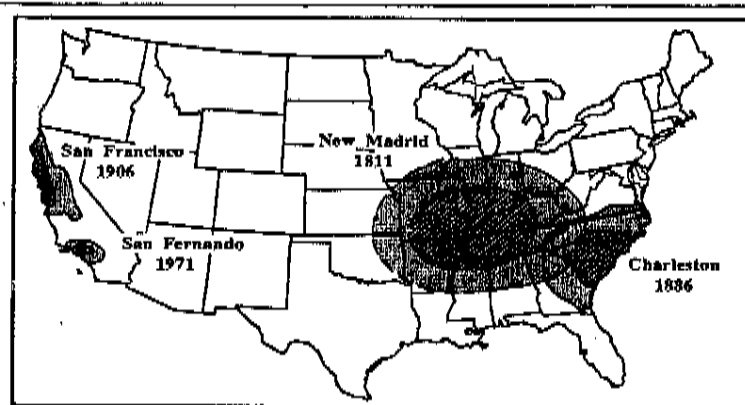 New Madrid
1811
San Francisco
1906
San Fernando
1971
Charleston
1886